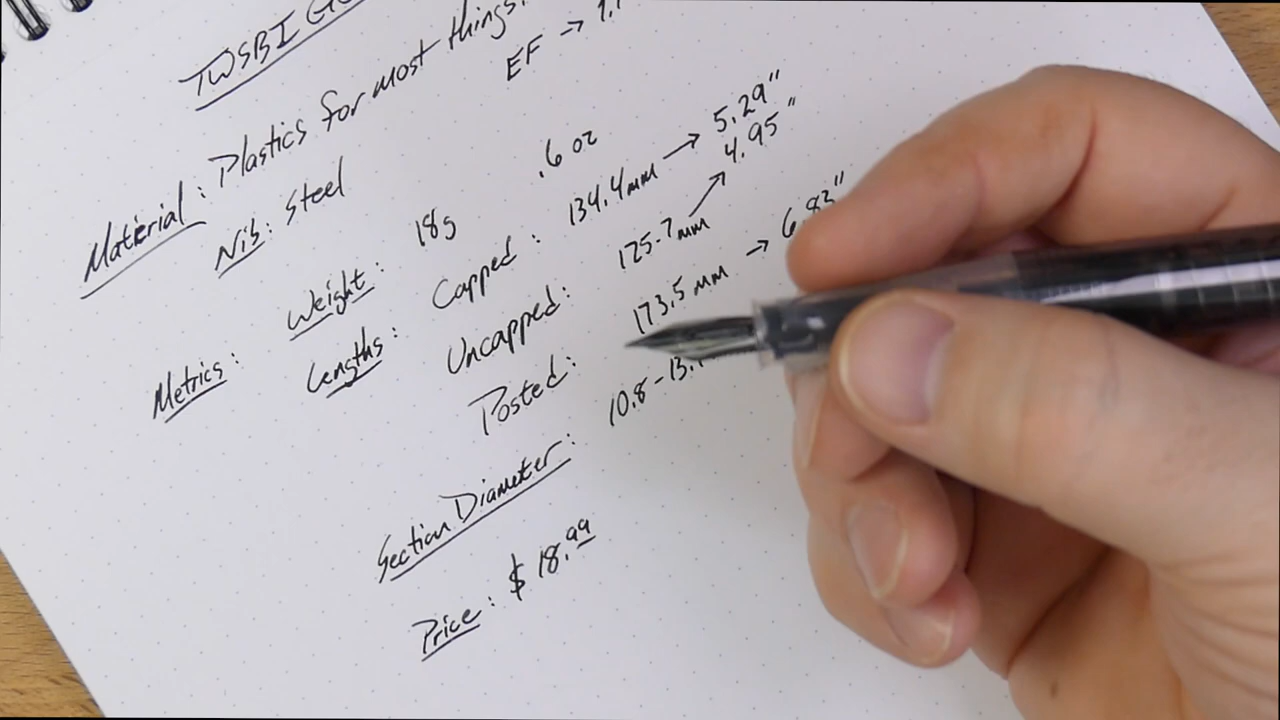 TWSBI
Material: Plastics for most things.
Nib: Steel EF →
Metrics: Weight: 18g .6 oz
Lengths: Capped: 134.4mm → 5.29"
Uncapped: 125.7mm → 4.95"
Posted: 173.5mm → 6.83"
Section Diameter: 10.8 - 13.
Price: $18.99